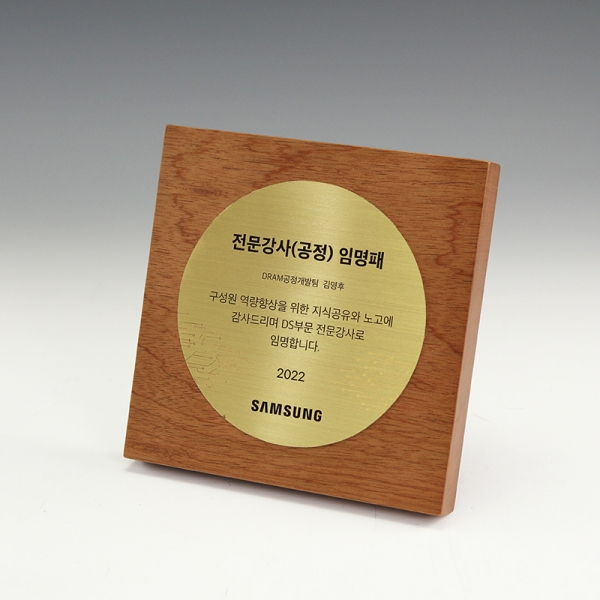 전문강사(공정) 임명패
DRAM공정개발팀 김영후
구성원 역량향상을 위한 지식공유와 노고에
감사드리며 DS부문 전문강사로
임명합니다.
2022
SAMSUNG